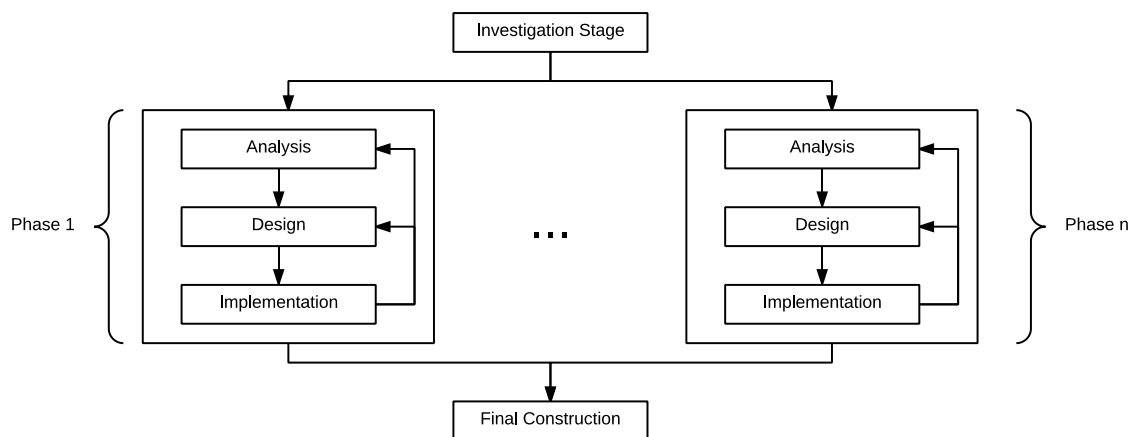 Investigation Stage
Analysis
Analysis
Phase 1
Design
...
Design
Phase n
Implementation
Implementation
Final Construction